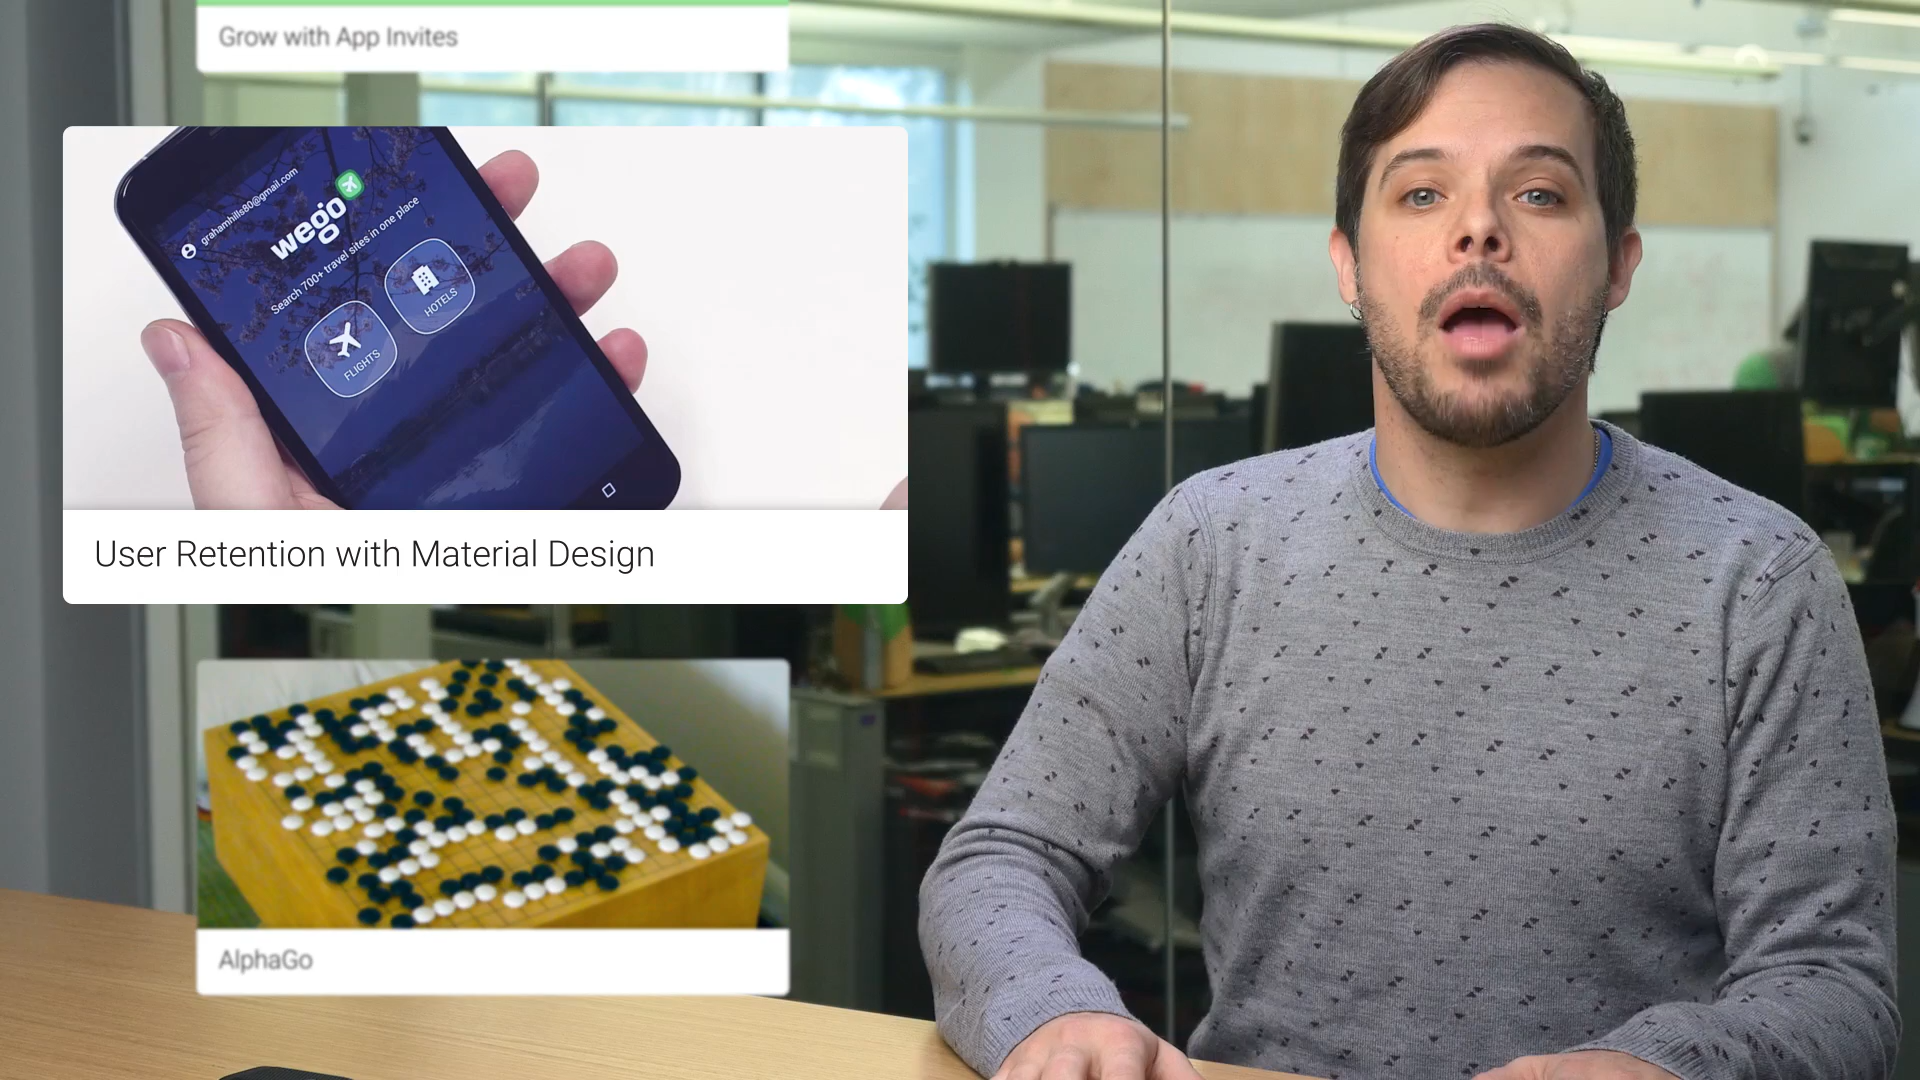 Grow with App Invites
grahamhills80@gmail.com
wego
Search 700+ travel sites in one place
FLIGHTS
HOTELS
User Retention with Material Design
AlphaGo